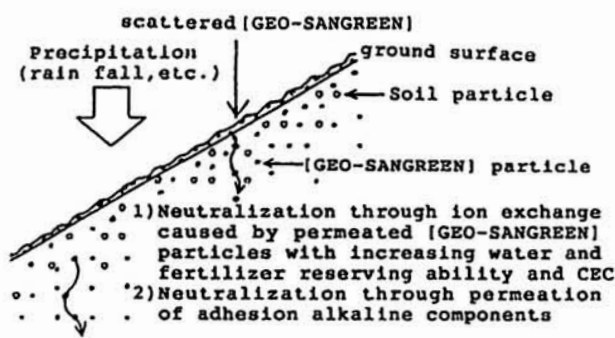 scattered [GEO-SANGREEN]
Precipitation
(rain fall,etc.)
ground surface
Soil particle
[GEO-SANGREEN] particle
1)Neutralization through ion exchange
caused by permeated [GEO-SANGREEN]
particles with increasing water and
fertilizer reserving ability and CEC
2)Neutralization through permeation
of adhesion alkaline components